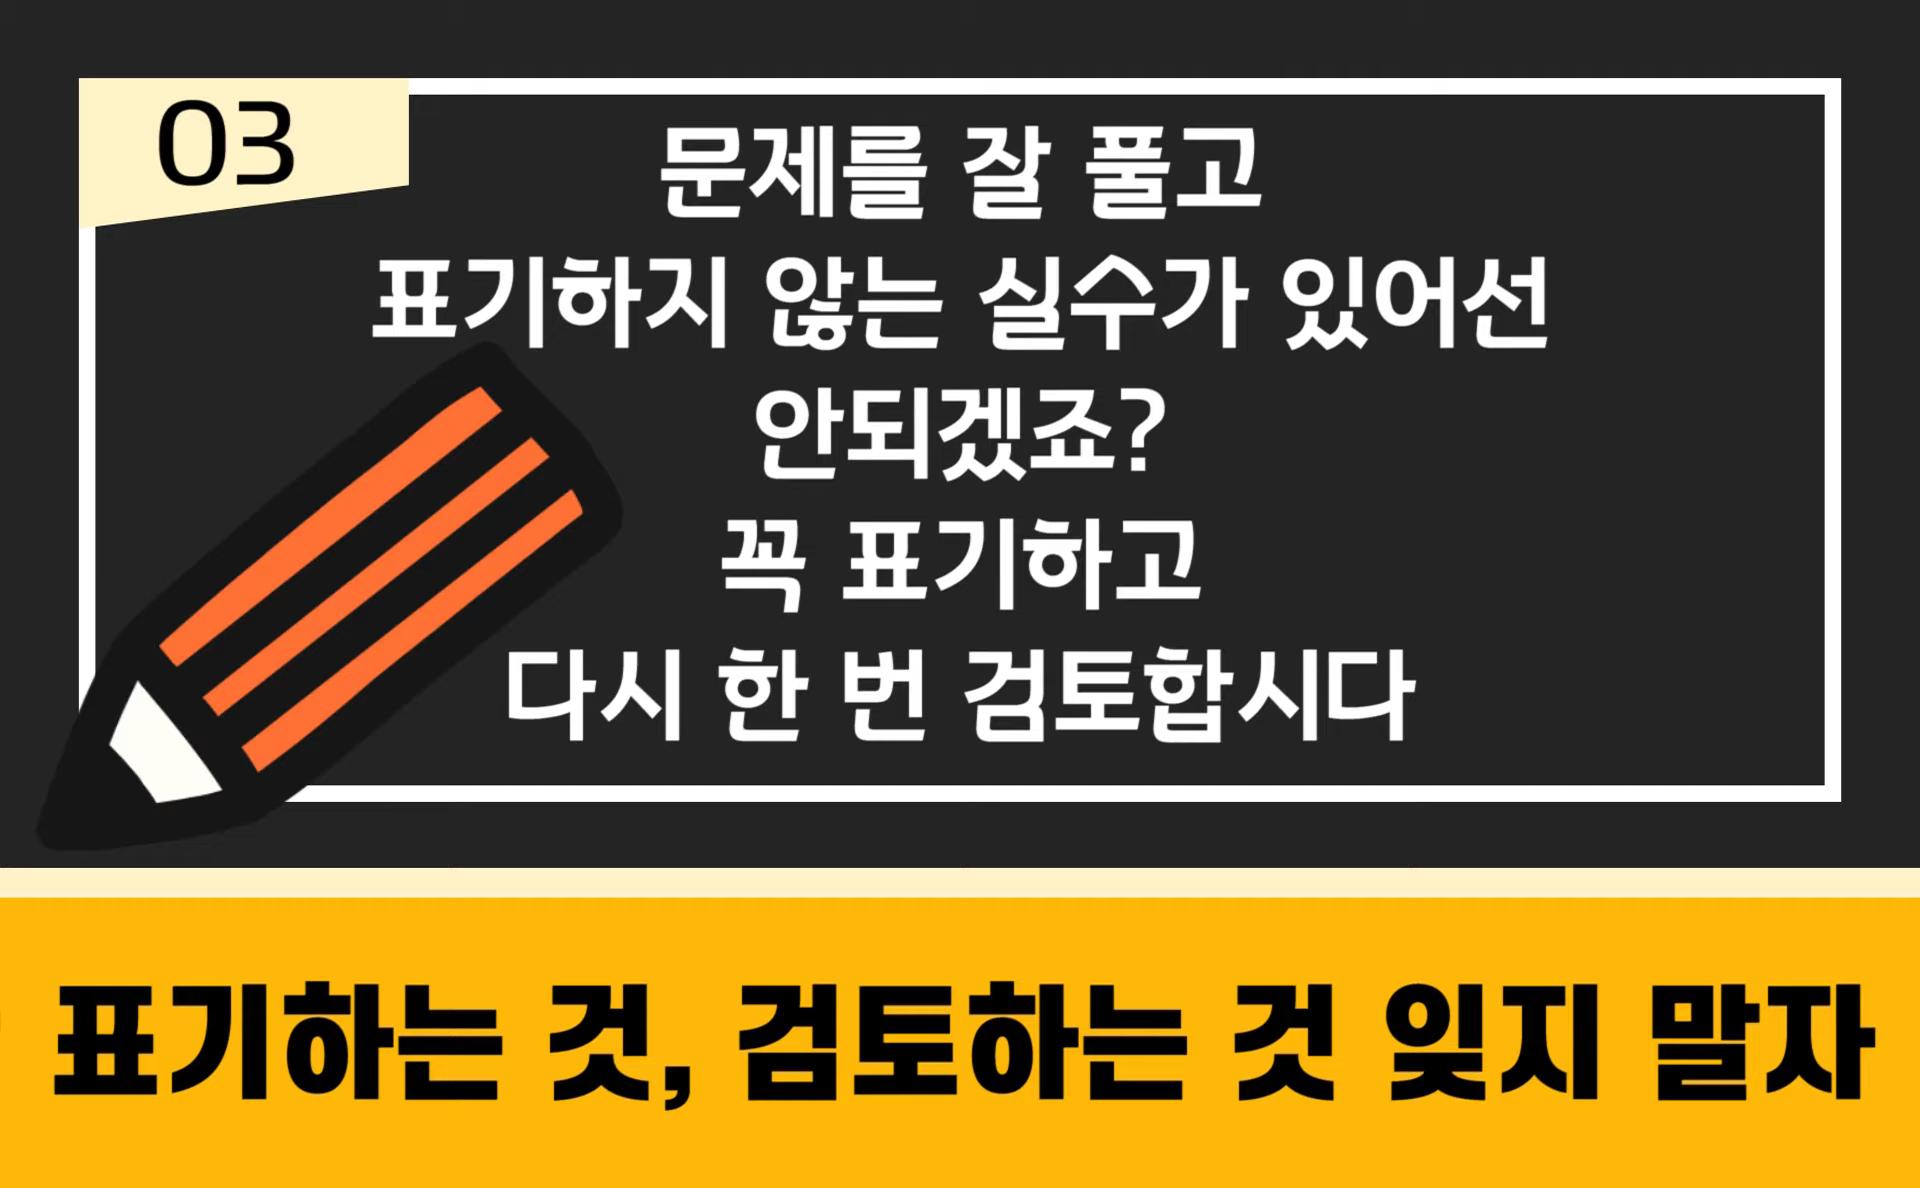 03
문제를 잘 풀고
표기하지 않는 실수가 있어선
안되겠죠?
꼭 표기하고
다시 한 번 검토합시다
표기하는 것, 검토하는 것 잊지 말자